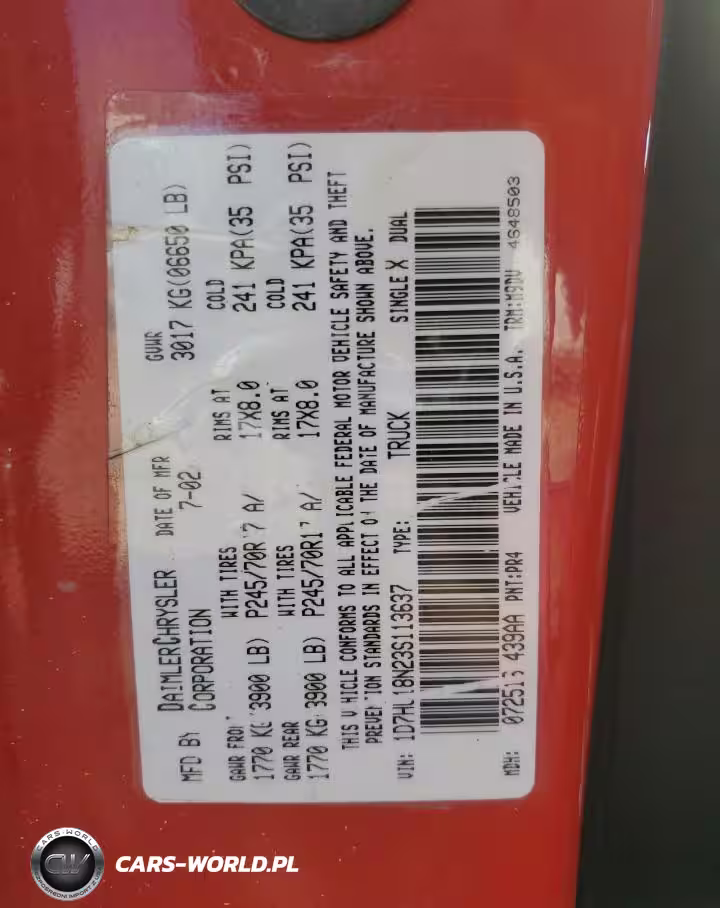 MFD BY DAIMLERCHRYSLER CORPORATION
DATE OF MFR 7-02
GVWR 3017 KG(06650 LB)
GAWR FRONT WITH TIRES RIMS AT COLD
1770 KG 3900 LB) P245/70R17 A/ 17X8.0 241 KPA(35 PSI)
GAWR REAR WITH TIRES RIMS AT COLD
1770 KG 3900 LB) P245/70R17 A/ 17X8.0 241 KPA(35 PSI)
THIS VEHICLE CONFORMS TO ALL APPLICABLE FEDERAL MOTOR VEHICLE SAFETY AND THEFT
PREVENTION STANDARDS IN EFFECT ON THE DATE OF MANUFACTURE SHOWN ABOVE.
VIN: TYPE: TRUCK SINGLE X DUAL
MDH: 439AA PNT:PR4 VEHICLE MADE IN U.S.A. TRM:M9DV 4648503
CARS-WORLD.PL
CARS-WORLD
CW